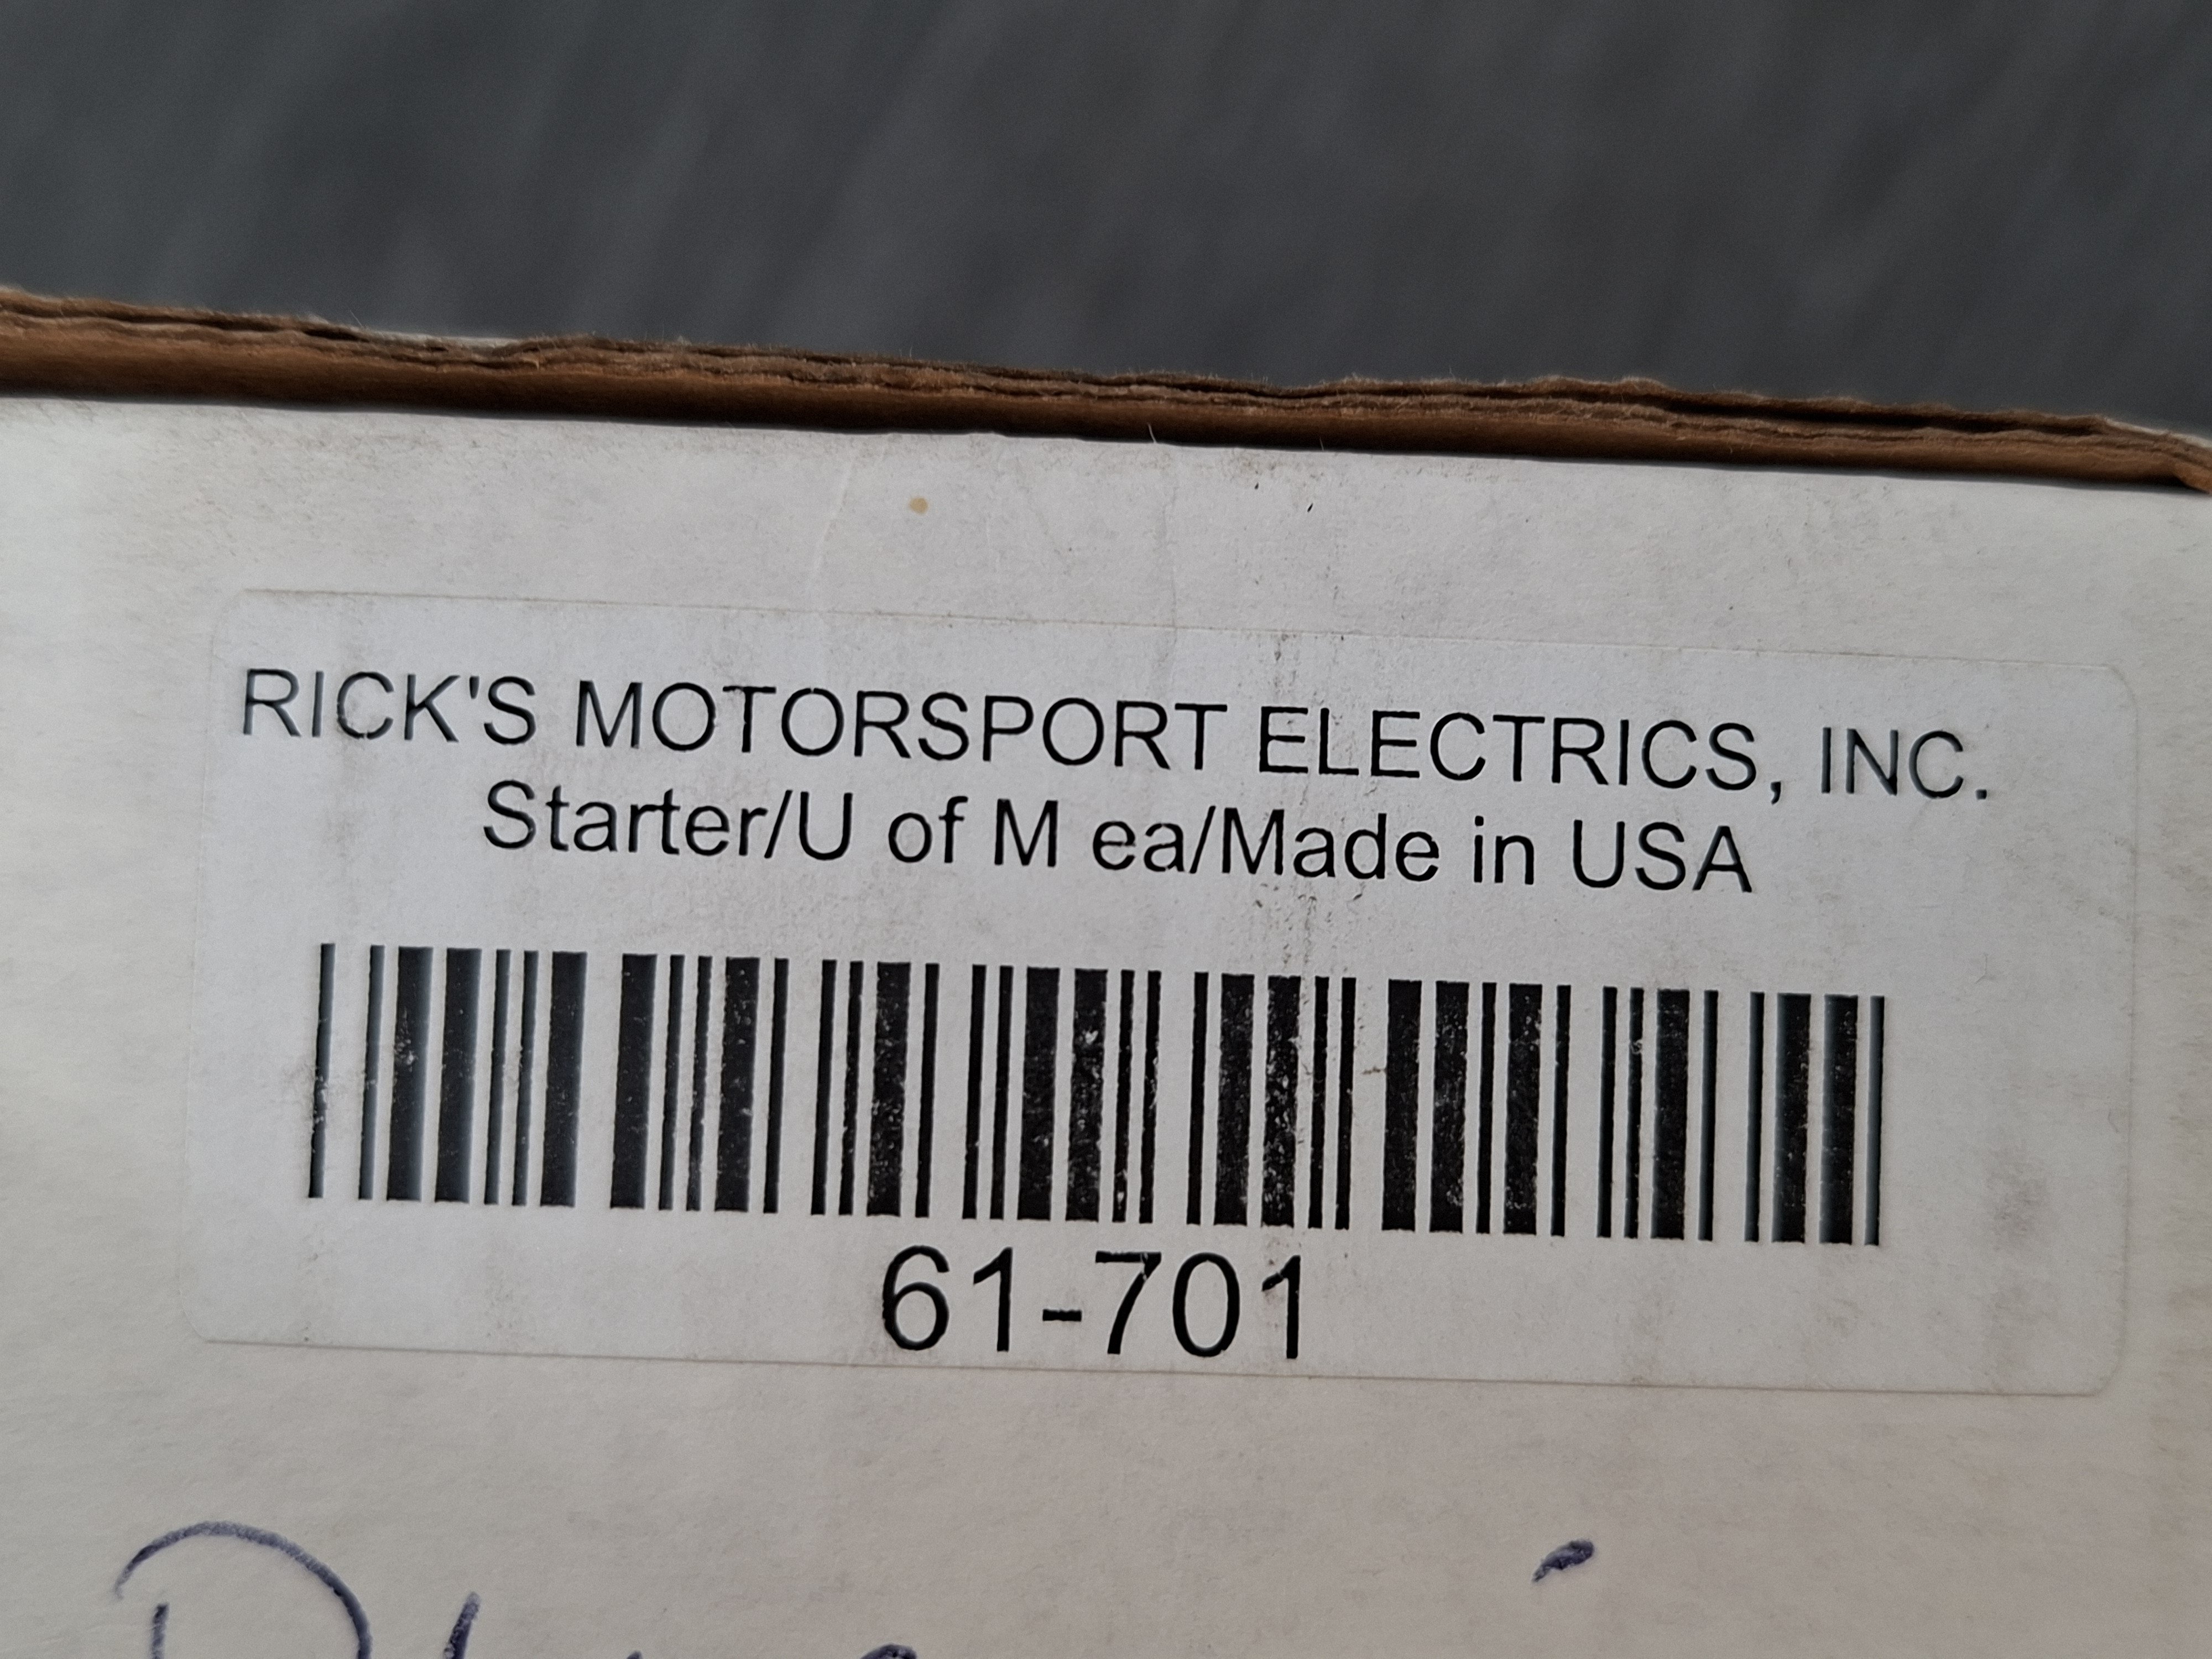 RICK'S MOTORSPORT ELECTRICS, INC.
Starter/U of M ea/Made in USA
61-701